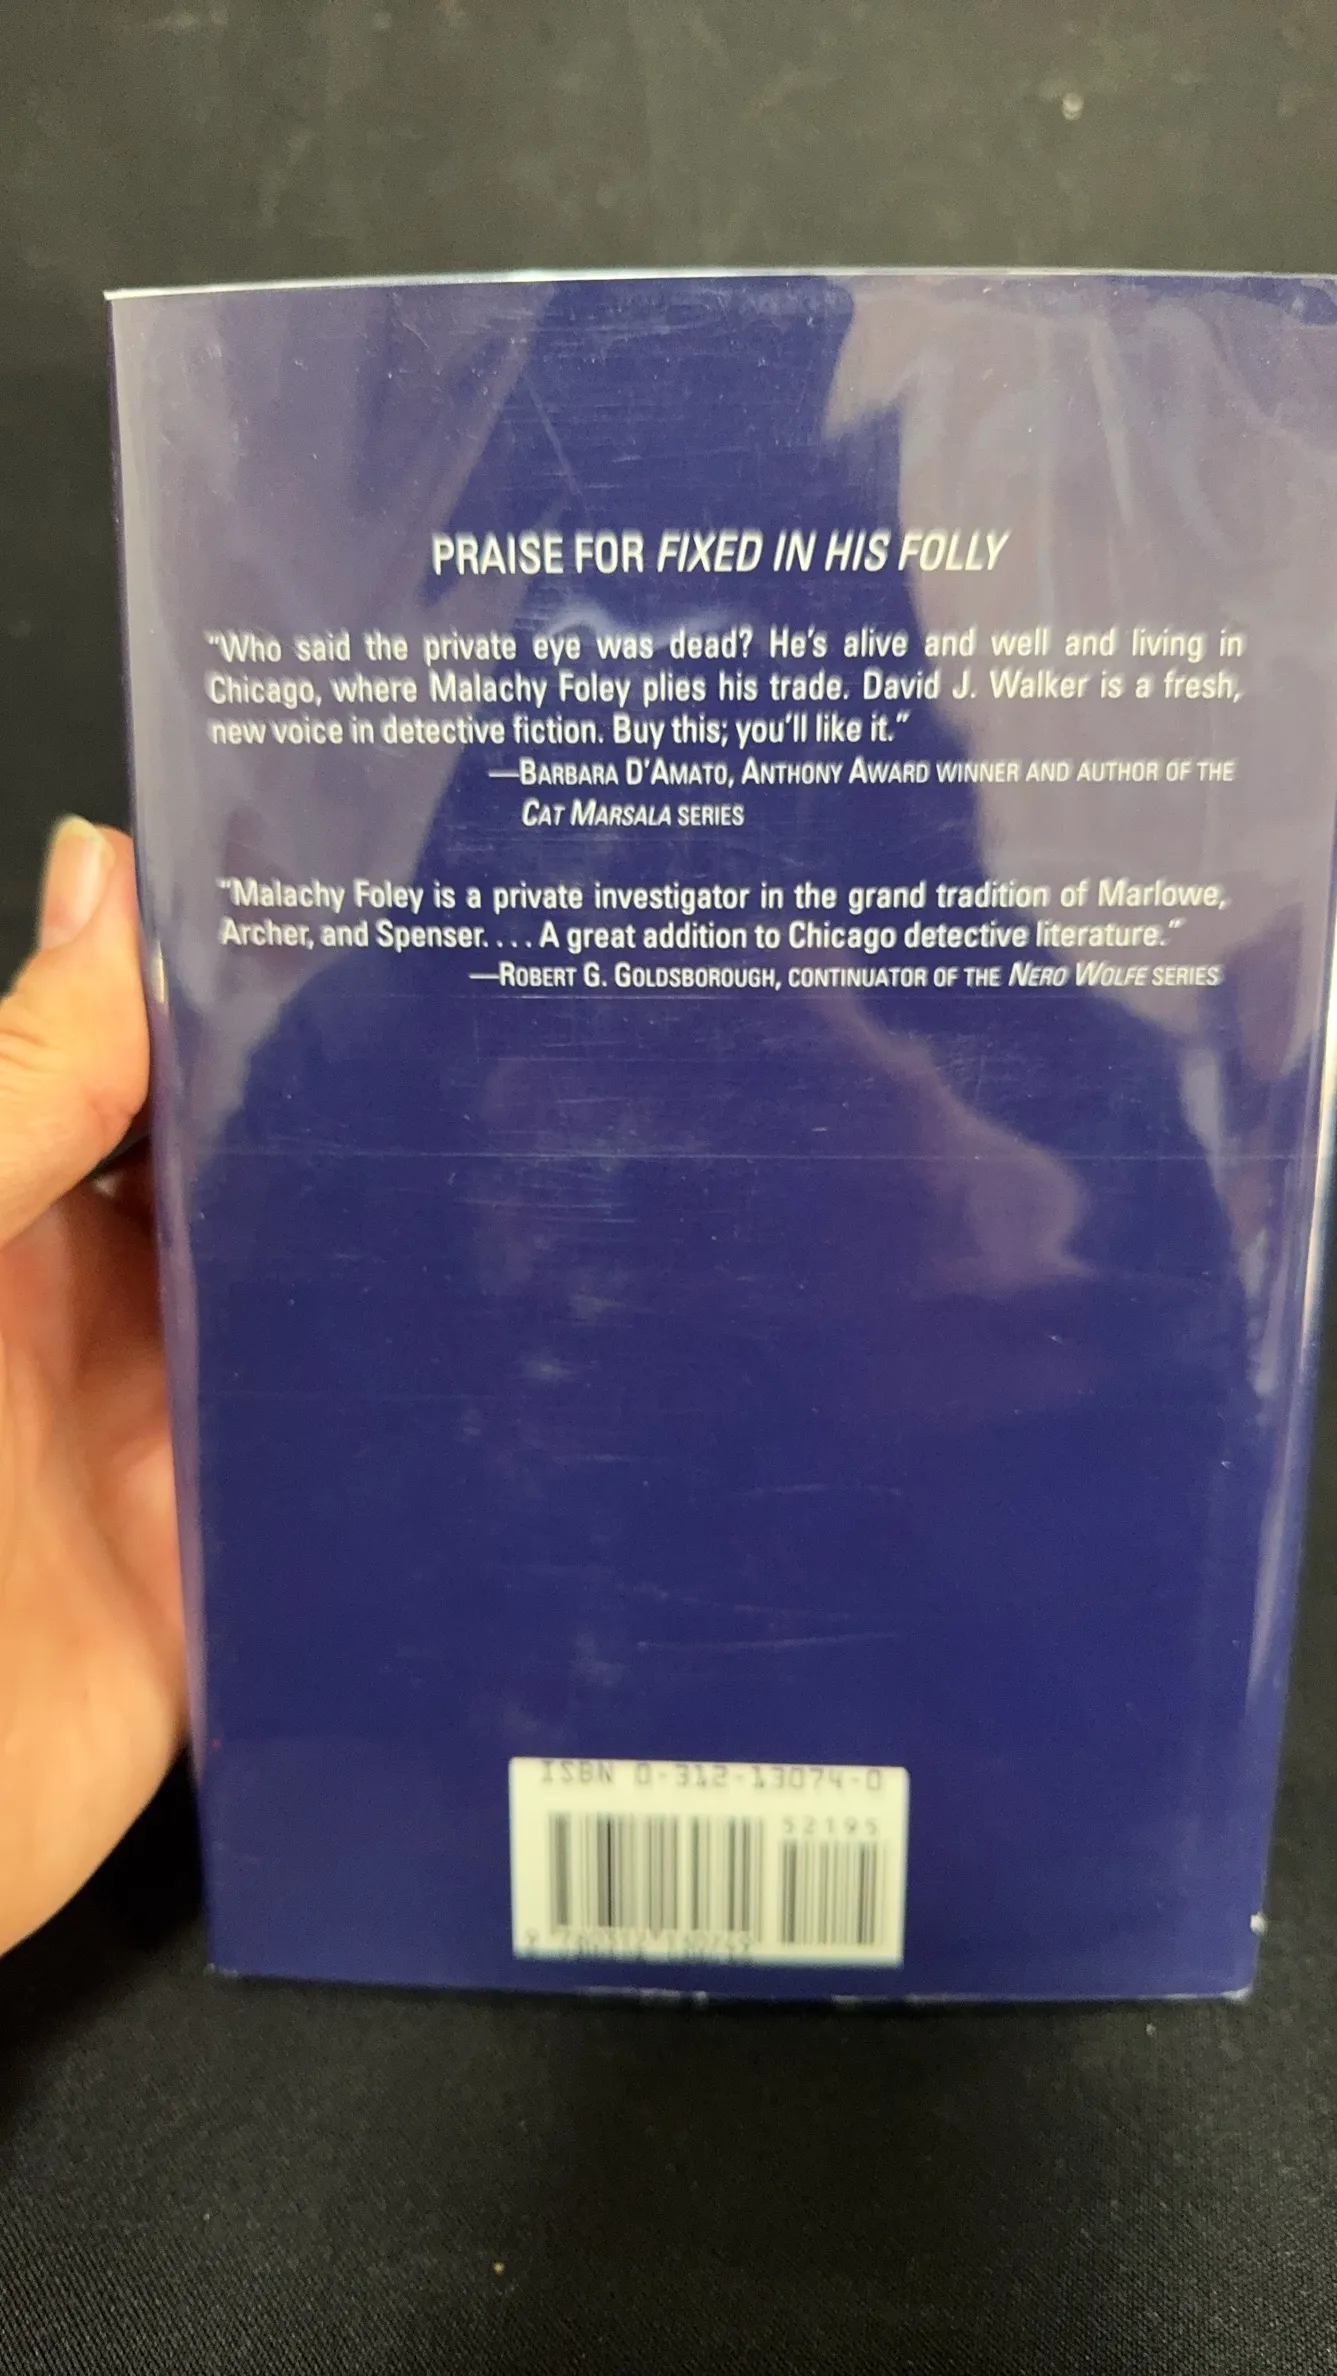 PRAISE FOR FIXED IN HIS FOLLY
"Who said the private eye was dead? He's alive and well and living in
Chicago, where Malachy Foley plies his trade. David J. Walker is a fresh,
new voice in detective fiction. Buy this; you'll like it."
—BARBARA D'AMATO, ANTHONY AWARD WINNER AND AUTHOR OF THE
CAT MARSALA SERIES
"Malachy Foley is a private investigator in the grand tradition of Marlowe,
Archer, and Spenser. . . . A great addition to Chicago detective literature."
—ROBERT G. GOLDSBOROUGH, CONTINUATOR OF THE NERO WOLFE SERIES
ISBN 0-312-13074-0
52195